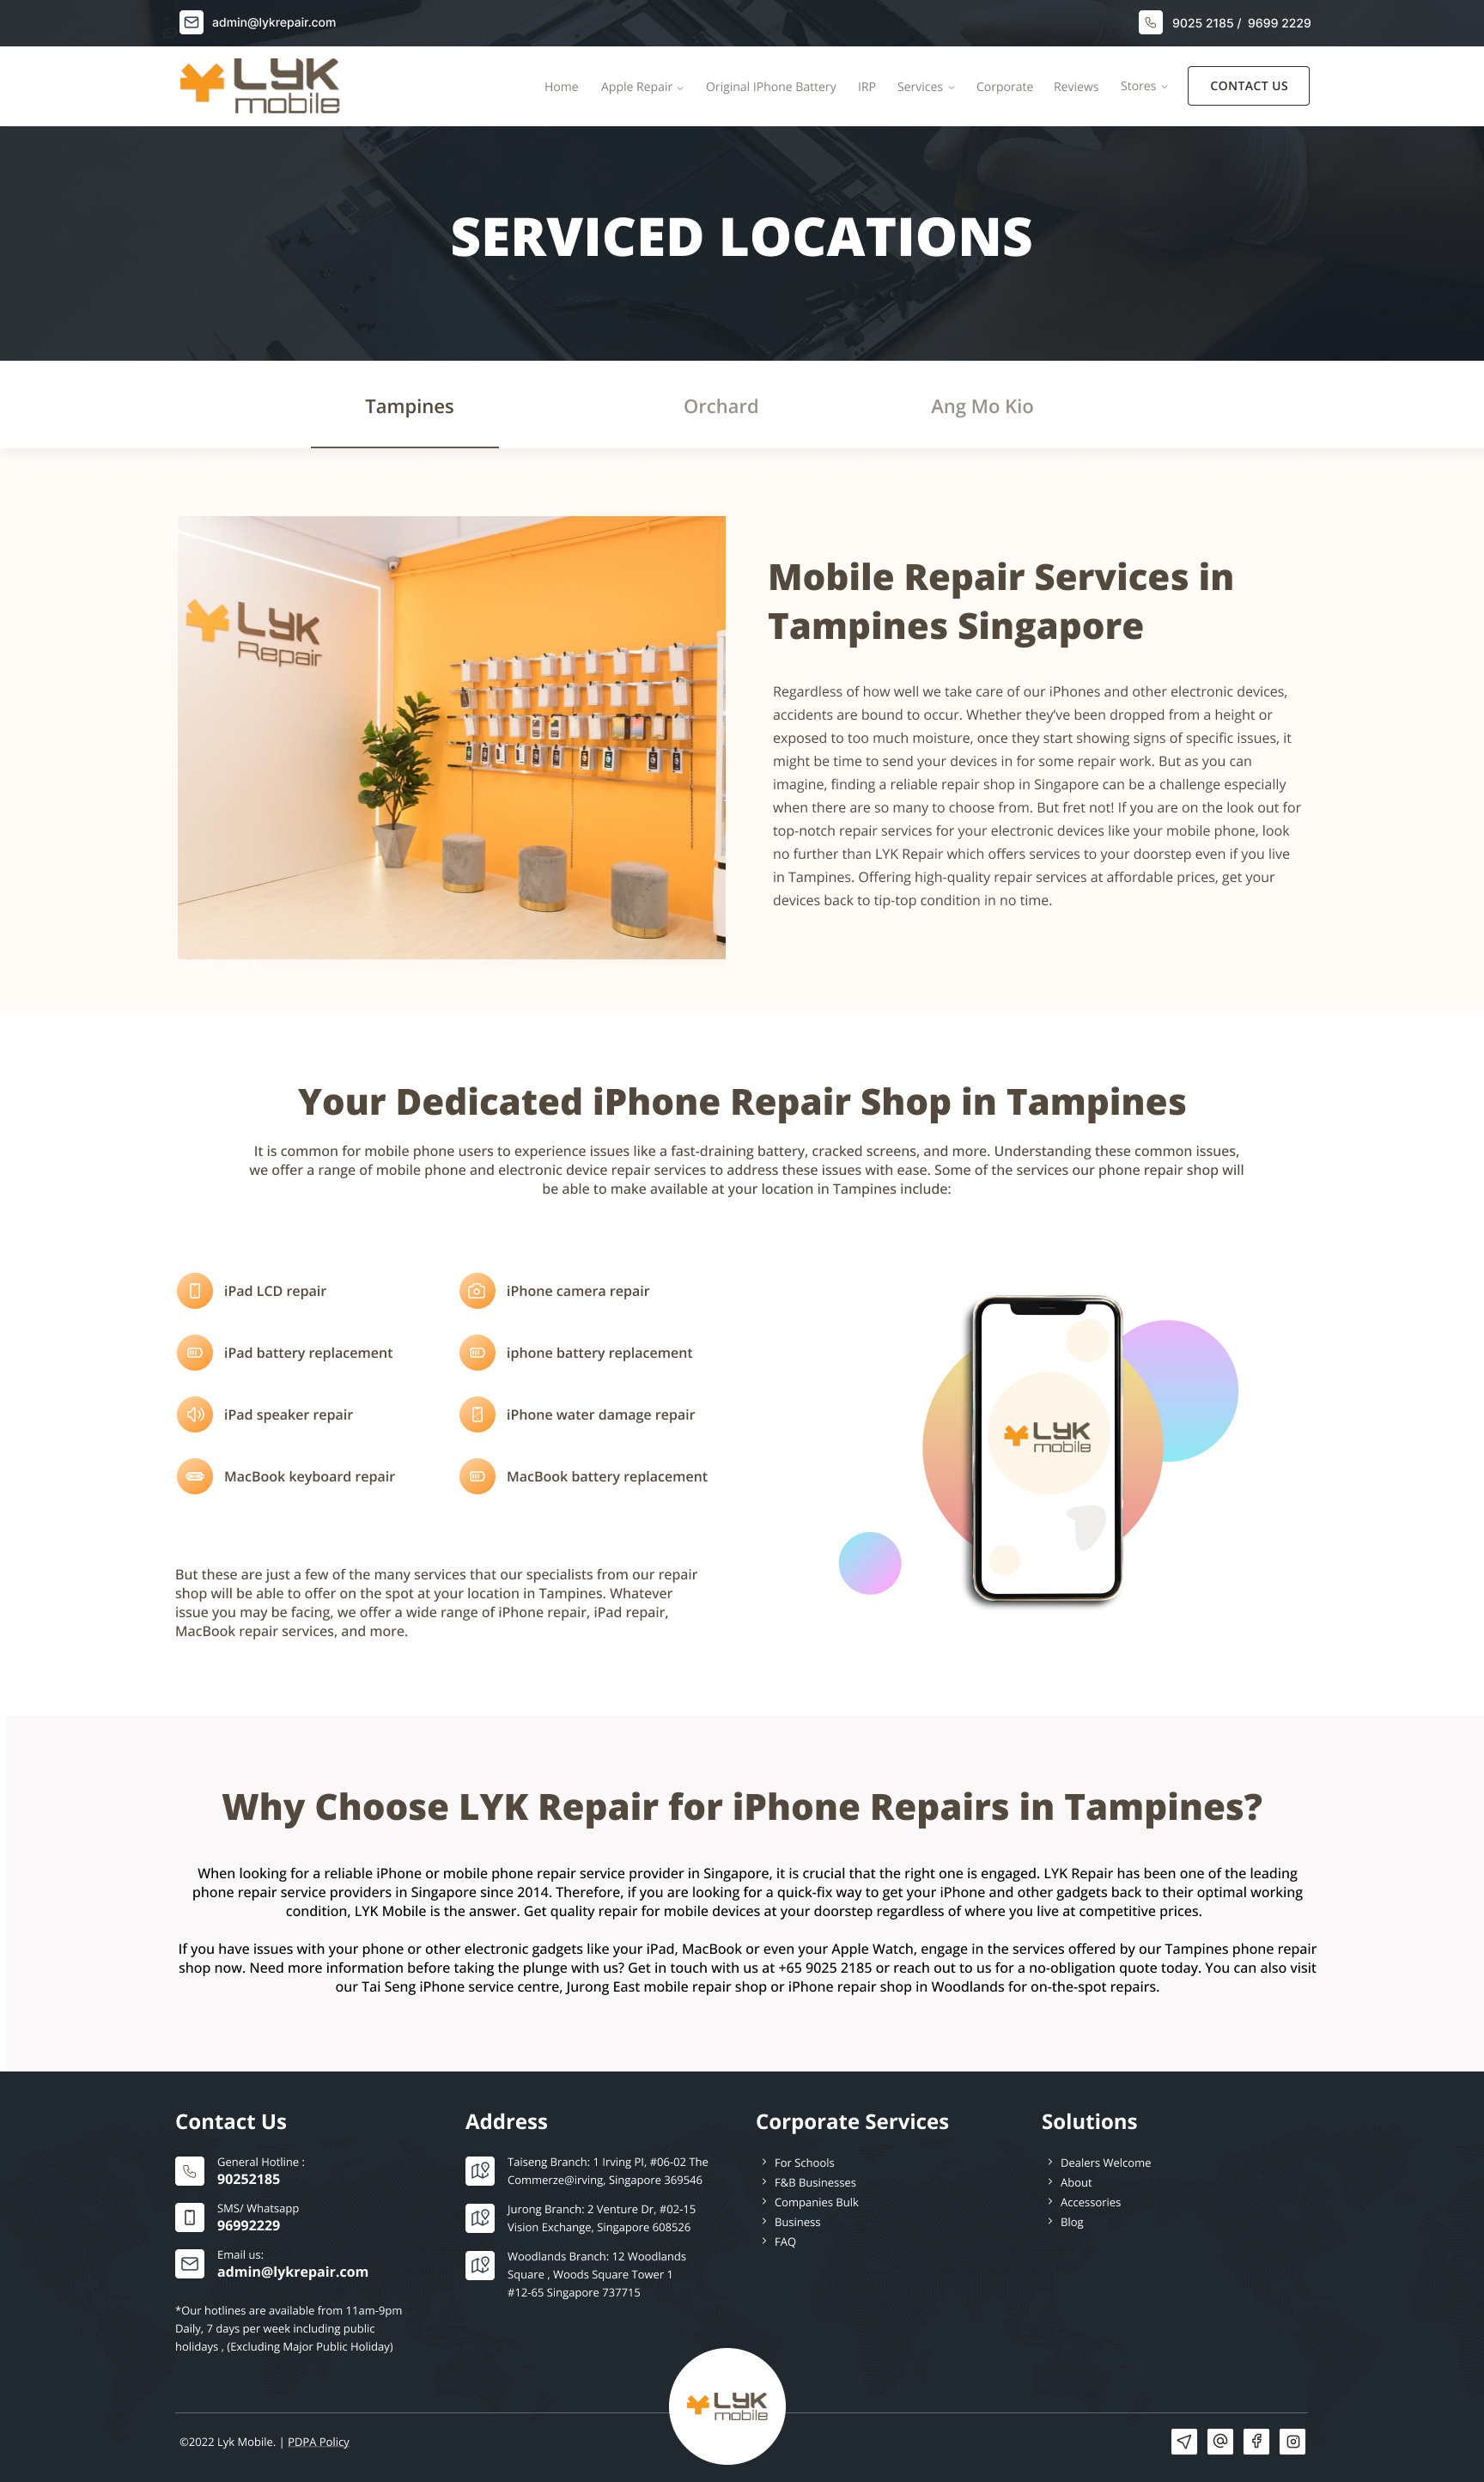 admin@lykrepair.com
9025 2185 / 9699 2229
LYK
mobile
Home
Apple Repair
Original IPhone Battery
IRP
Services
Corporate
Reviews
Stores
CONTACT US
SERVICED LOCATIONS
Tampines
Orchard
Ang Mo Kio
LYK
Repair
Mobile Repair Services in
Tampines Singapore
Regardless of how well we take care of our iPhones and other electronic devices,
accidents are bound to occur. Whether they've been dropped from a height or
exposed to too much moisture, once they start showing signs of specific issues, it
might be time to send your devices in for some repair work. But as you can
imagine, finding a reliable repair shop in Singapore can be a challenge especially
when there are so many to choose from. But fret not! If you are on the look out for
top-notch repair services for your electronic devices like your mobile phone, look
no further than LYK Repair which offers services to your doorstep even if you live
in Tampines. Offering high-quality repair services at affordable prices, get your
devices back to tip-top condition in no time.
Your Dedicated iPhone Repair Shop in Tampines
It is common for mobile phone users to experience issues like a fast-draining battery, cracked screens, and more. Understanding these common issues,
we offer a range of mobile phone and electronic device repair services to address these issues with ease. Some of the services our phone repair shop will
be able to make available at your location in Tampines include:
iPad LCD repair
iPhone camera repair
iPad battery replacement
iphone battery replacement
iPad speaker repair
iPhone water damage repair
MacBook keyboard repair
MacBook battery replacement
LYK
mobile
But these are just a few of the many services that our specialists from our repair
shop will be able to offer on the spot at your location in Tampines. Whatever
issue you may be facing, we offer a wide range of iPhone repair, iPad repair,
MacBook repair services, and more.
Why Choose LYK Repair for iPhone Repairs in Tampines?
When looking for a reliable iPhone or mobile phone repair service provider in Singapore, it is crucial that the right one is engaged. LYK Repair has been one of the leading
phone repair service providers in Singapore since 2014. Therefore, if you are looking for a quick-fix way to get your iPhone and other gadgets back to their optimal working
condition, LYK Mobile is the answer. Get quality repair for mobile devices at your doorstep regardless of where you live at competitive prices.
If you have issues with your phone or other electronic gadgets like your iPad, MacBook or even your Apple Watch, engage in the services offered by our Tampines phone repair
shop now. Need more information before taking the plunge with us? Get in touch with us at +65 9025 2185 or reach out to us for a no-obligation quote today. You can also visit
our Tai Seng iPhone service centre, Jurong East mobile repair shop or iPhone repair shop in Woodlands for on-the-spot repairs.
Contact Us
General Hotline :
90252185
SMS/ Whatsapp
96992229
Email us:
admin@lykrepair.com
*Our hotlines are available from 11am-9pm
Daily, 7 days per week including public
holidays , (Excluding Major Public Holiday)
Address
Taiseng Branch: 1 Irving Pl, #06-02 The
Commerze@irving, Singapore 369546
Jurong Branch: 2 Venture Dr, #02-15
Vision Exchange, Singapore 608526
Woodlands Branch: 12 Woodlands
Square , Woods Square Tower 1
#12-65 Singapore 737715
Corporate Services
For Schools
F&B Businesses
Companies Bulk
Business
FAQ
Solutions
Dealers Welcome
About
Accessories
Blog
LYK
mobile
©2022 Lyk Mobile. | PDPA Policy